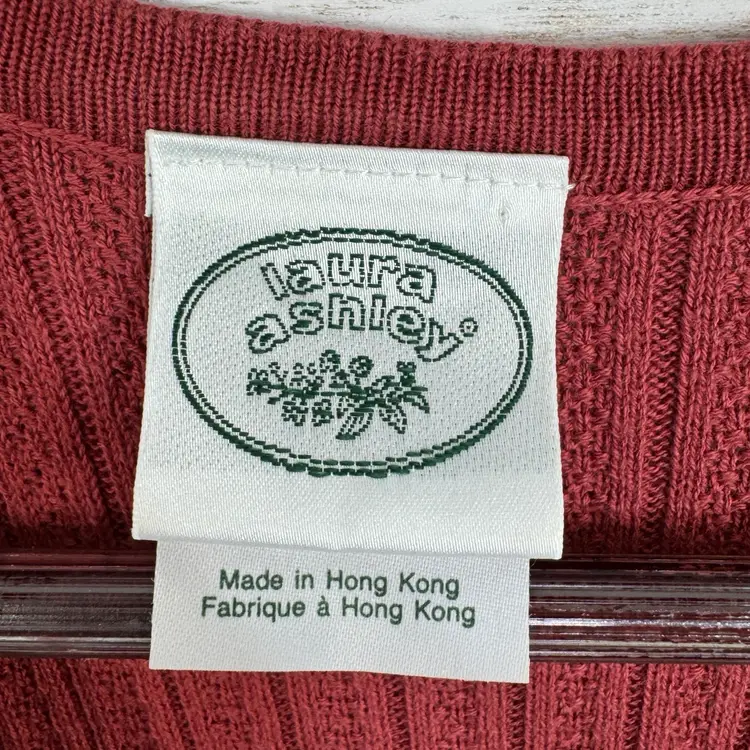 laura
ashley®
Made in Hong Kong
Fabrique à Hong Kong